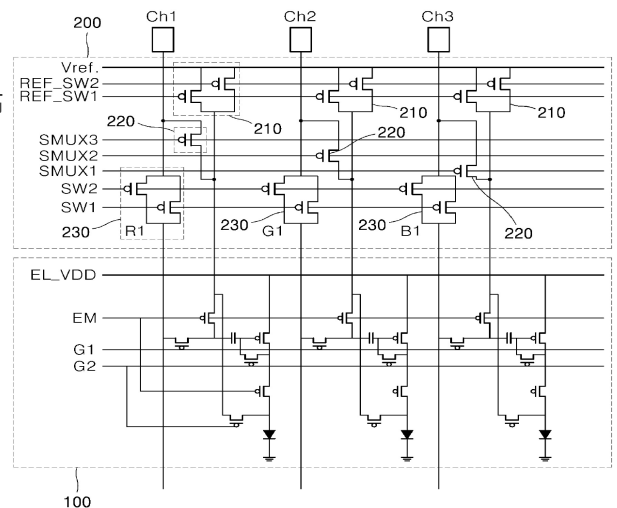 Ch1 Ch2 Ch3
200
Vref.
REF_SW2
REF_SW1
210 210 210
220
SMUX3
220
SMUX2
SMUX1
SW2
SW1
230 R1 230 G1 230 B1 220
EL_VDD
EM
G1
G2
100